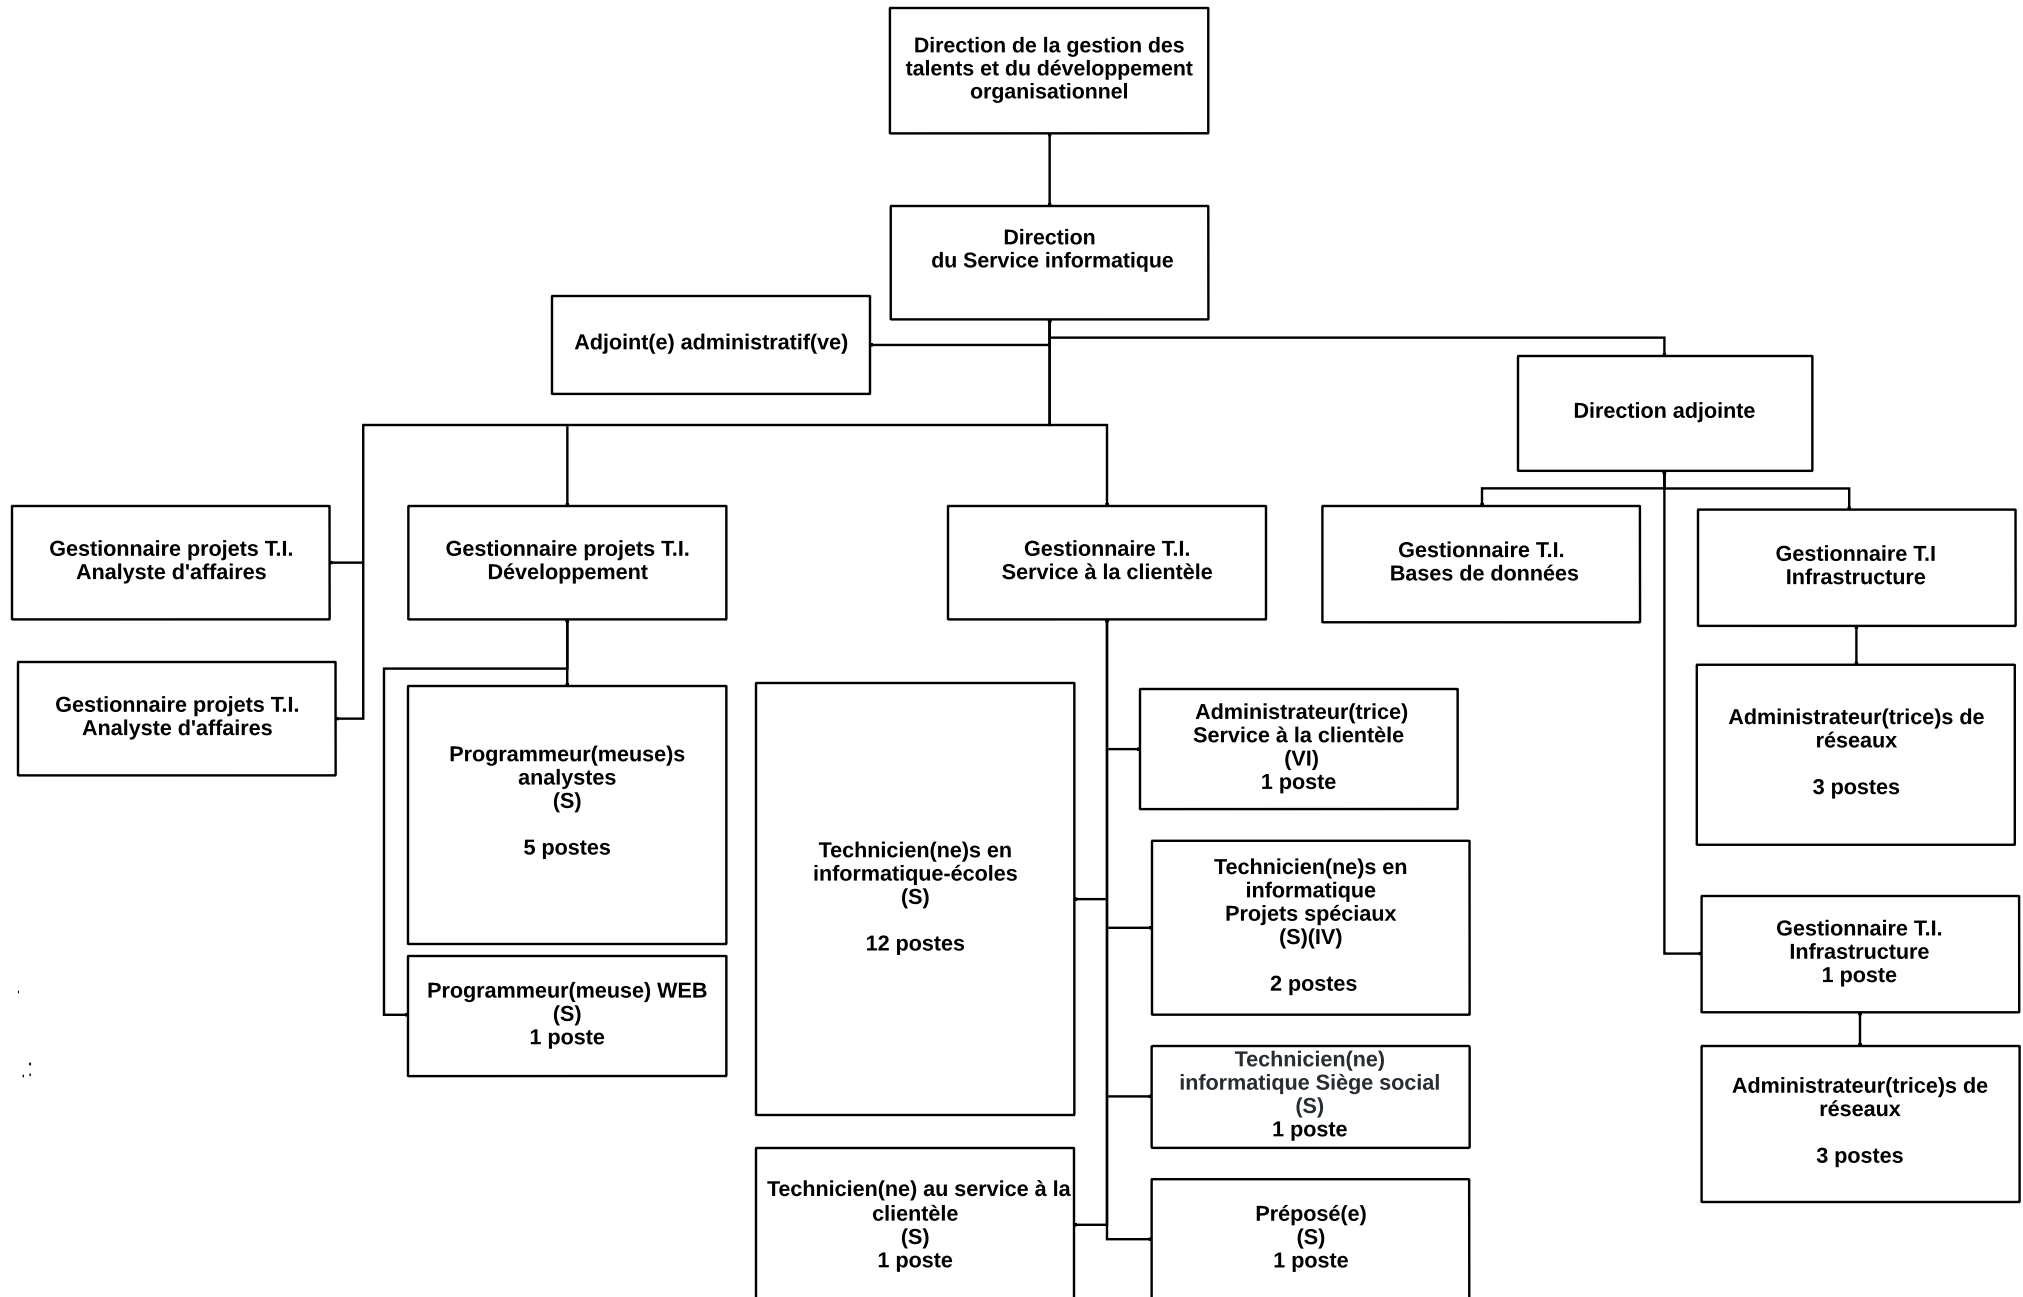 Direction de la gestion des
talents et du développement
organisationnel
Direction
du Service informatique
Adjoint(e) administratif(ve)
Direction adjointe
Gestionnaire projets T.I.
Analyste d'affaires
Gestionnaire projets T.I.
Développement
Gestionnaire T.I.
Service à la clientèle
Gestionnaire T.I.
Bases de données
Gestionnaire T.I
Infrastructure
Gestionnaire projets T.I.
Analyste d'affaires
Programmeur(meuse)s
analystes
(S)
5 postes
Programmeur(meuse) WEB
(S)
1 poste
Technicien(ne)s en
informatique-écoles
(S)
12 postes
Technicien(ne) au service à la
clientèle
(S)
1 poste
Administrateur(trice)
Service à la clientèle
(VI)
1 poste
Technicien(ne)s en
informatique
Projets spéciaux
(S)(IV)
2 postes
Technicien(ne)
informatique Siège social
(S)
1 poste
Préposé(e)
(S)
1 poste
Administrateur(trice)s de
réseaux
3 postes
Gestionnaire T.I.
Infrastructure
1 poste
Administrateur(trice)s de
réseaux
3 postes